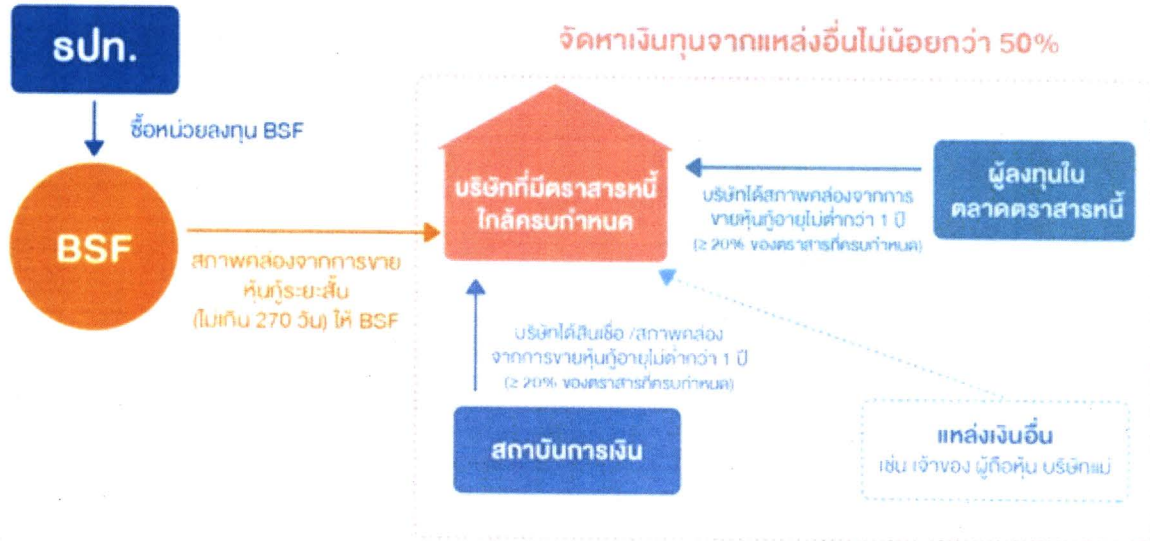 ธปท.
จัดหาเงินทุนจากแหล่งอื่นไม่น้อยกว่า 50%
ซื้อหน่วยลงทุน BSF
BSF
สภาพคล่องจากการขาย
หุ้นกู้ระยะสั้น
(ไม่เกิน 270 วัน) ให้ BSF
บริษัทที่มีตราสารหนี้
ใกล้ครบกำหนด
ผู้ลงทุนใน
ตลาดตราสารหนี้
บริษัทได้สภาพคล่องจากการ
ขายหุ้นกู้อายุไม่ต่ำกว่า 1 ปี
(≥ 20% ของตราสารที่ครบกำหนด)
บริษัทได้สินเชื่อ /สภาพคล่อง
จากการขายหุ้นกู้อายุไม่ต่ำกว่า 1 ปี
(≥ 20% ของตราสารที่ครบกำหนด)
สถาบันการเงิน
แหล่งเงินอื่น
เช่น เจ้าของ ผู้ถือหุ้น บริษัทแม่